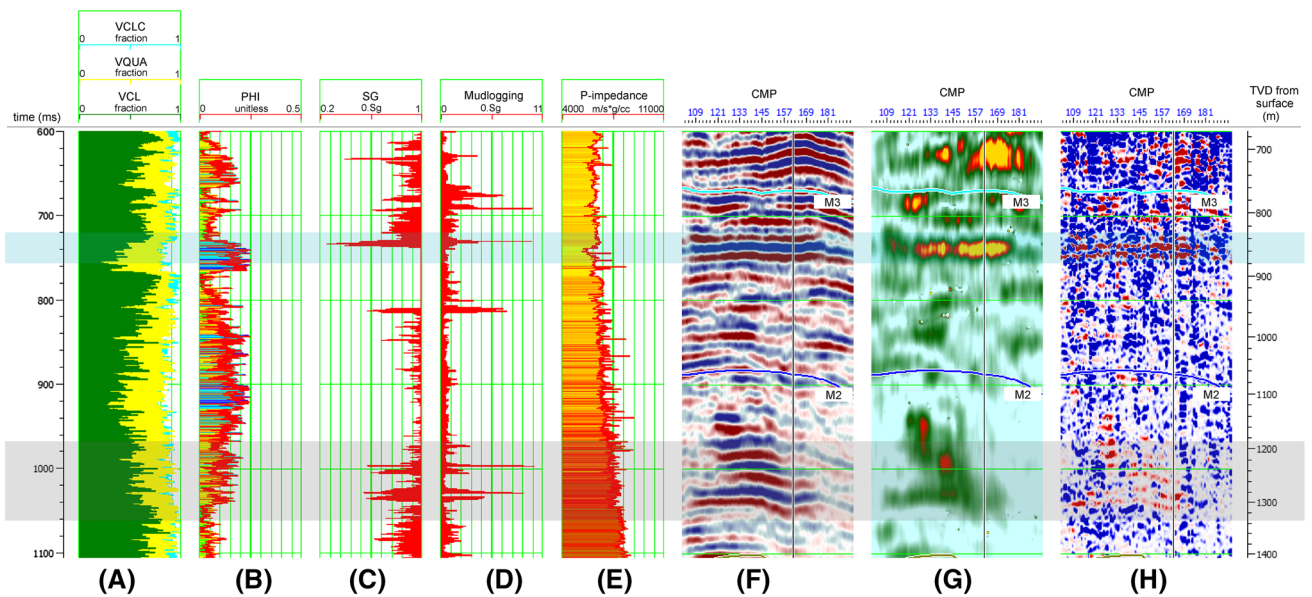 VCLC
0 fraction 1
VQUA
0 fraction 1
VCL
0 fraction 1
PHI
0 unitless 0.5
SG
0.2 0.Sg 1
Mudlogging
0 0.Sg 11
P-impedance
4000 m/s*g/cc 11000
CMP
109 121 133 145 157 169 181
CMP
109 121 133 145 157 169 181
CMP
109 121 133 145 157 169 181
TVD from
surface
(m)
time (ms)
600
700
800
900
1000
1100
M3
M2
M3
M2
700
800
900
1000
1100
1200
1300
1400
(A) (B) (C) (D) (E) (F) (G) (H)